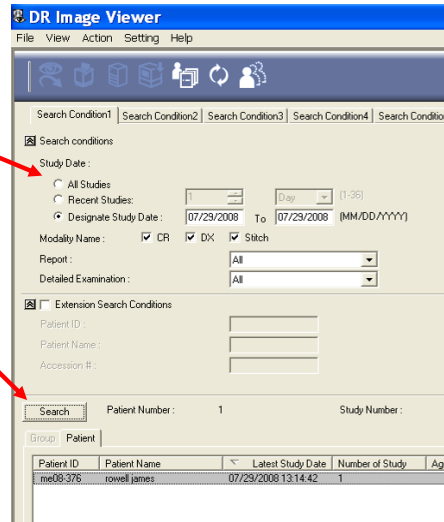 DR Image Viewer
File View Action Setting Help
Search Condition1 Search Condition2 Search Condition3 Search Condition4 Search Conditio
Search conditions
Study Date :
All Studies
Recent Studies: 1 Day [1-36]
Designate Study Date : 07/29/2008 To 07/29/2008 (MM/DD/YYYY)
Modality Name : CR DX Stitch
Report : All
Detailed Examination : All
Extension Search Conditions
Patient ID :
Patient Name :
Accession # :
Search Patient Number : 1 Study Number :
Group Patient
Patient ID Patient Name Latest Study Date Number of Study Ag
me08-376 rowell james 07/29/2008 13:14:42 1